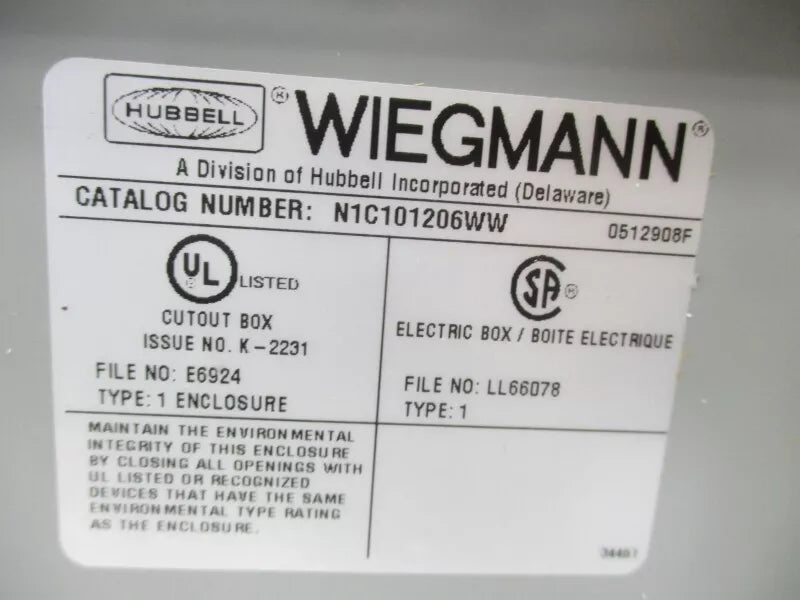 HUBBELL ® WIEGMANN ®
A Division of Hubbell Incorporated (Delaware)
CATALOG NUMBER: N1C101206WW 0512908F
UL ® LISTED
CUTOUT BOX
ISSUE NO. K-2231
FILE NO: E6924
TYPE: 1 ENCLOSURE
SA ®
ELECTRIC BOX / BOITE ELECTRIQUE
FILE NO: LL66078
TYPE: 1
MAINTAIN THE ENVIRONMENTAL
INTEGRITY OF THIS ENCLOSURE
BY CLOSING ALL OPENINGS WITH
UL LISTED OR RECOGNIZED
DEVICES THAT HAVE THE SAME
ENVIRONMENTAL TYPE RATING
AS THE ENCLOSURE.